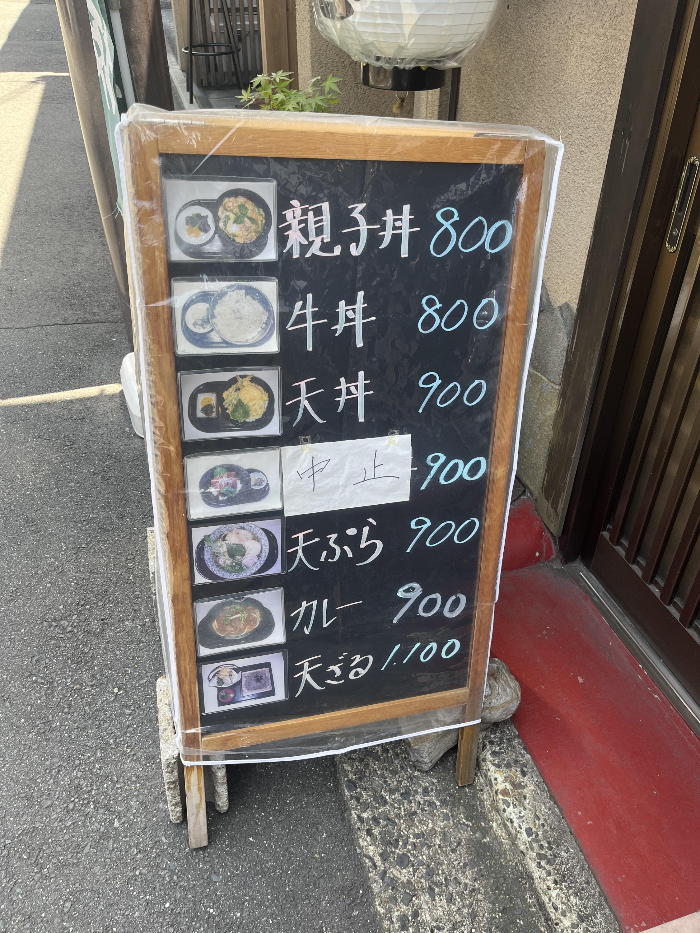 親子丼 800
牛丼 800
天丼 900
中止 900
天ぷら 900
カレー 900
天ざる 1.100